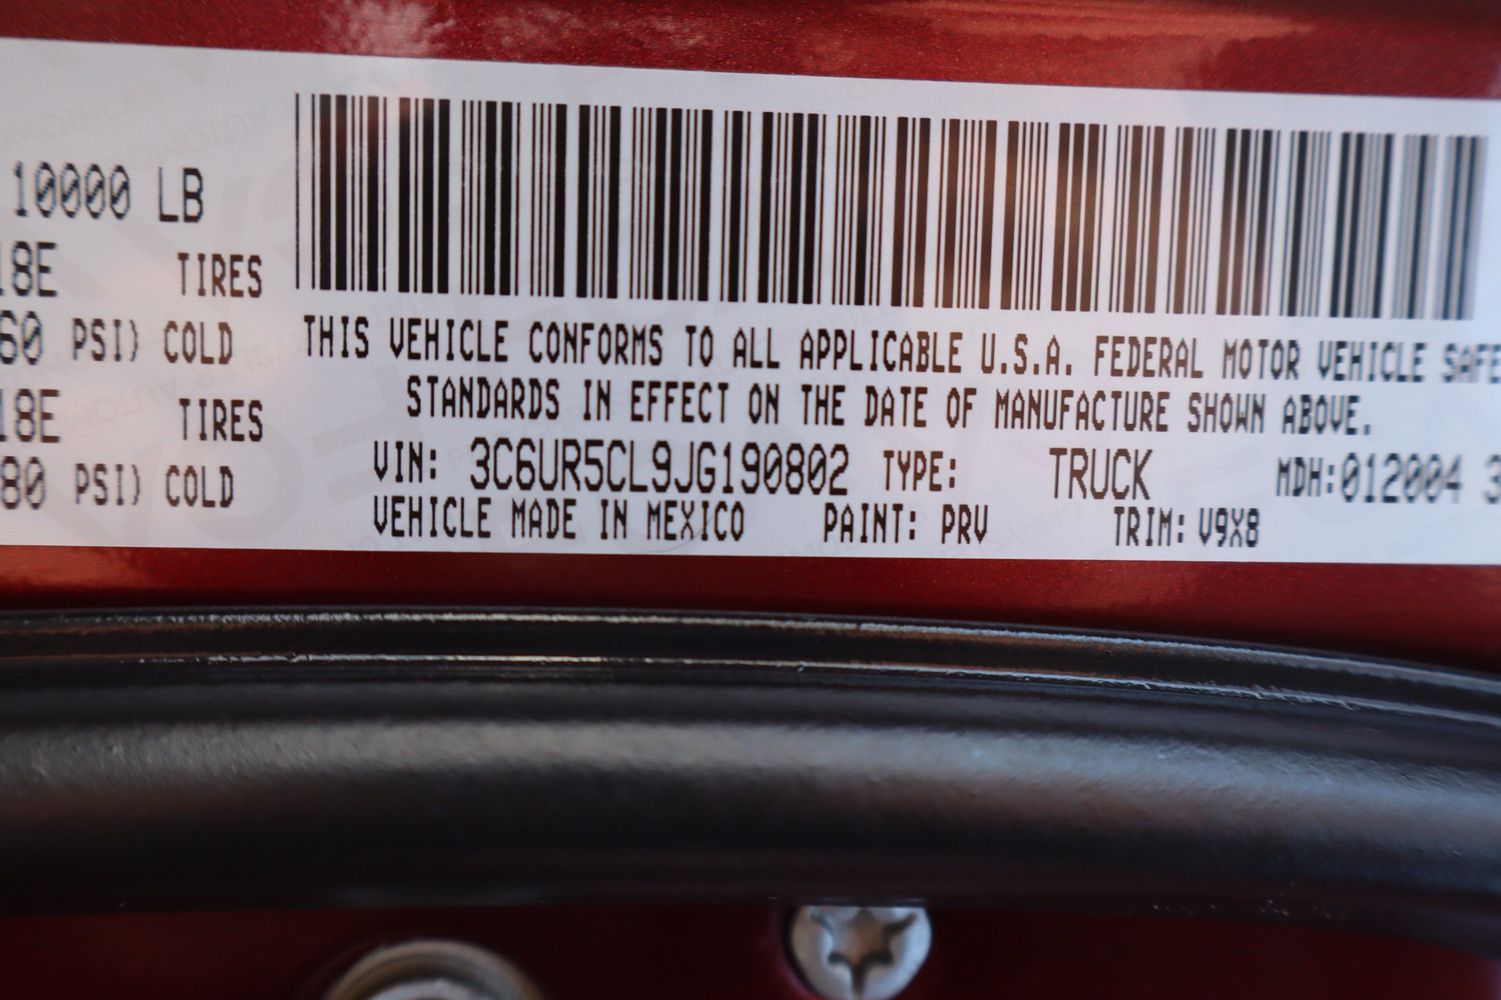 10000 LB
18E TIRES
60 PSI) COLD
18E TIRES
80 PSI) COLD
THIS VEHICLE CONFORMS TO ALL APPLICABLE U.S.A. FEDERAL MOTOR VEHICLE SAFE
STANDARDS IN EFFECT ON THE DATE OF MANUFACTURE SHOWN ABOVE.
VIN: 3C6UR5CL9JG190802 TYPE: TRUCK MDH:012004 3
VEHICLE MADE IN MEXICO PAINT: PRV TRIM: V9X8